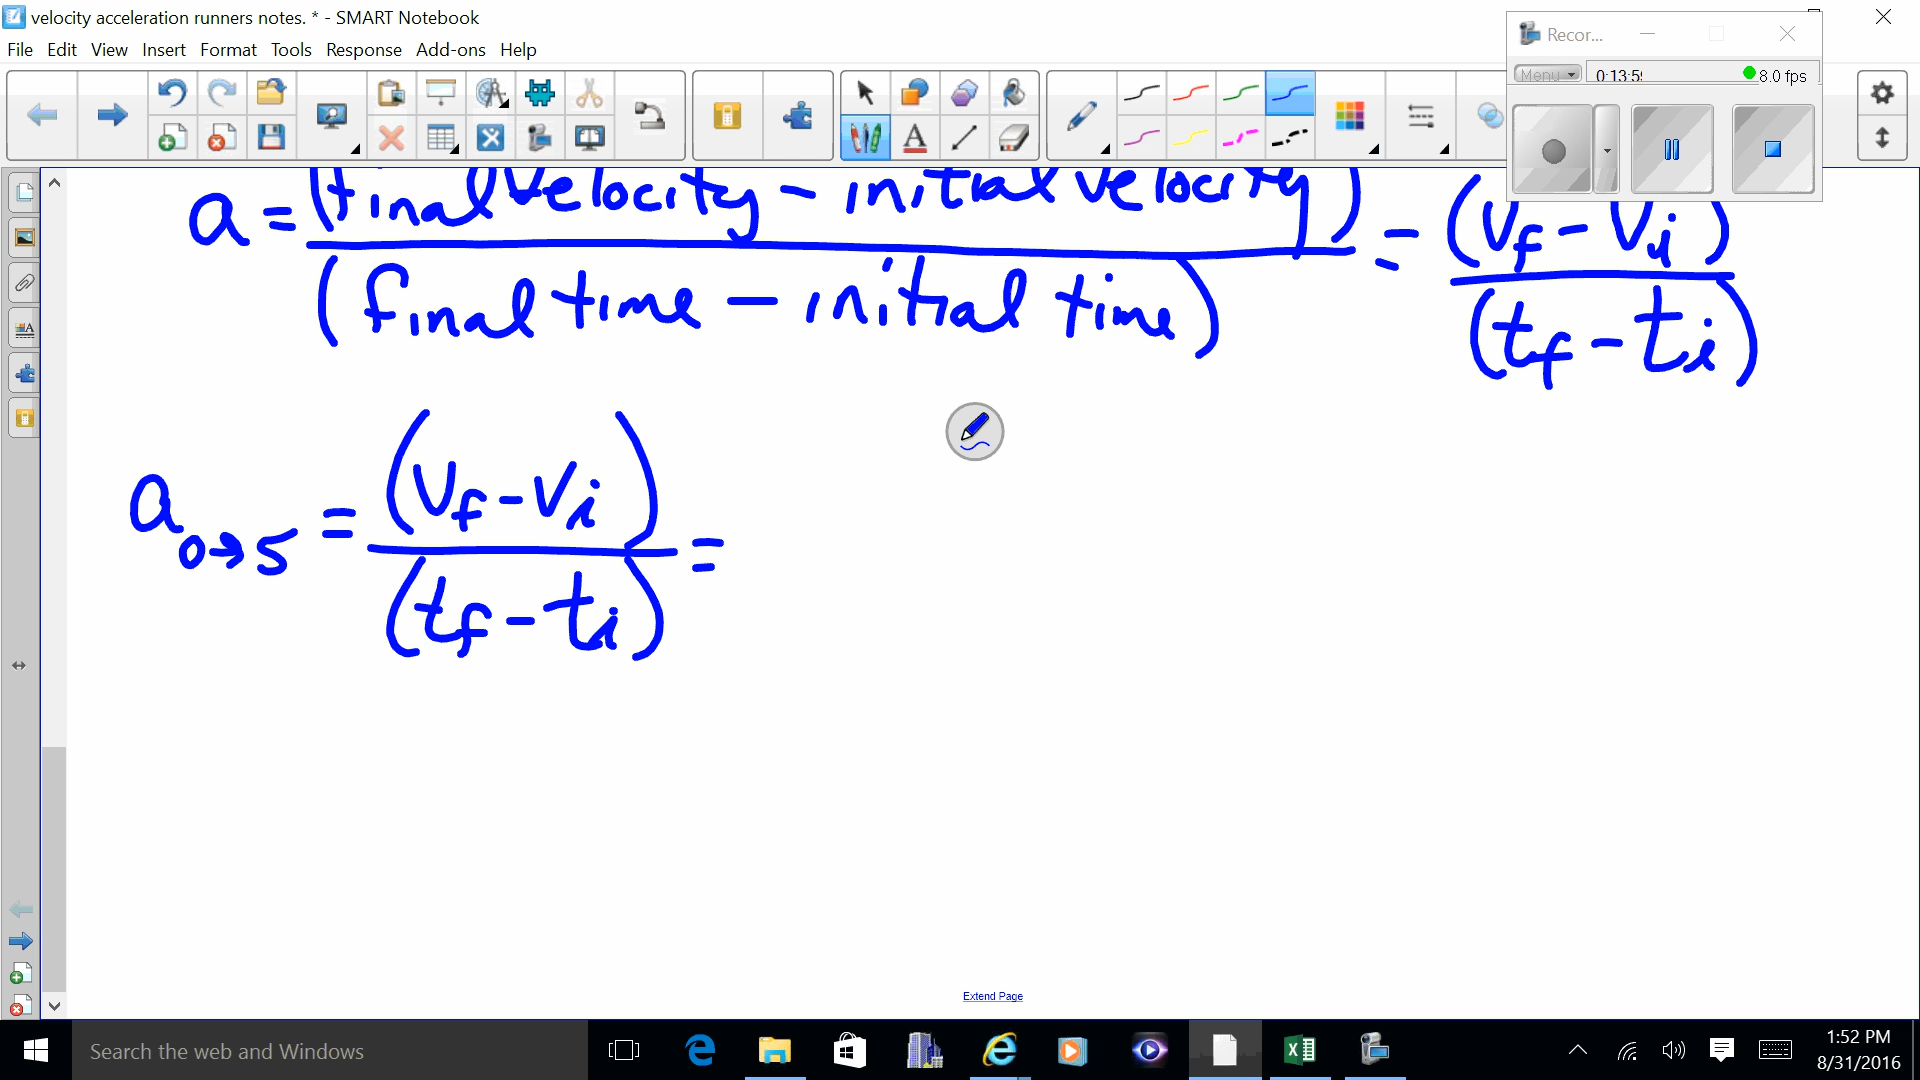 velocity acceleration runners notes. * - SMART Notebook
File Edit View Insert Format Tools Response Add-ons Help
Recor...
Menu
8.0 fps
a = (final velocity - initial velocity) / (final time - initial time) = (Vf - Vi) / (tf - ti)
a0→5 = (Vf - Vi) / (tf - ti) =
Extend Page
Search the web and Windows
1:52 PM
8/31/2016